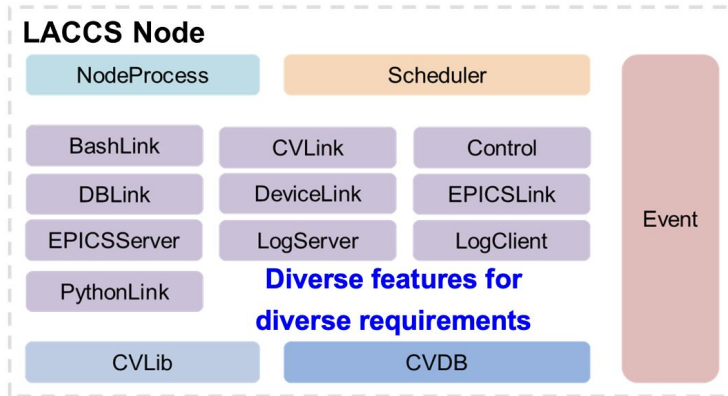 LACCS Node
NodeProcess
Scheduler
BashLink
CVLink
Control
DBLink
DeviceLink
EPICSLink
EPICSServer
LogServer
LogClient
PythonLink
Diverse features for
diverse requirements
CVLib
CVDB
Event